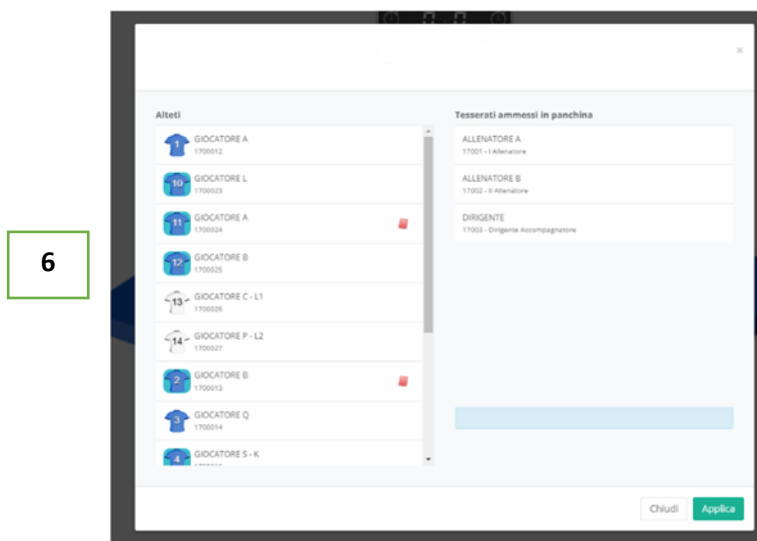 0 0
Alteti
Tesserati ammessi in panchina
1
GIOCATORE A
1700012
10
GIOCATORE L
1700023
11
GIOCATORE A
1700024
12
GIOCATORE B
1700025
13
GIOCATORE C - L1
1700026
14
GIOCATORE P - L2
1700027
2
GIOCATORE B
1700013
3
GIOCATORE Q
1700014
4
GIOCATORE S - K
ALLENATORE A
17001 - I Allenatore
ALLENATORE B
17002 - II Allenatore
DIRIGENTE
17003 - Dirigente Accompagnatore
6
Chiudi
Applica